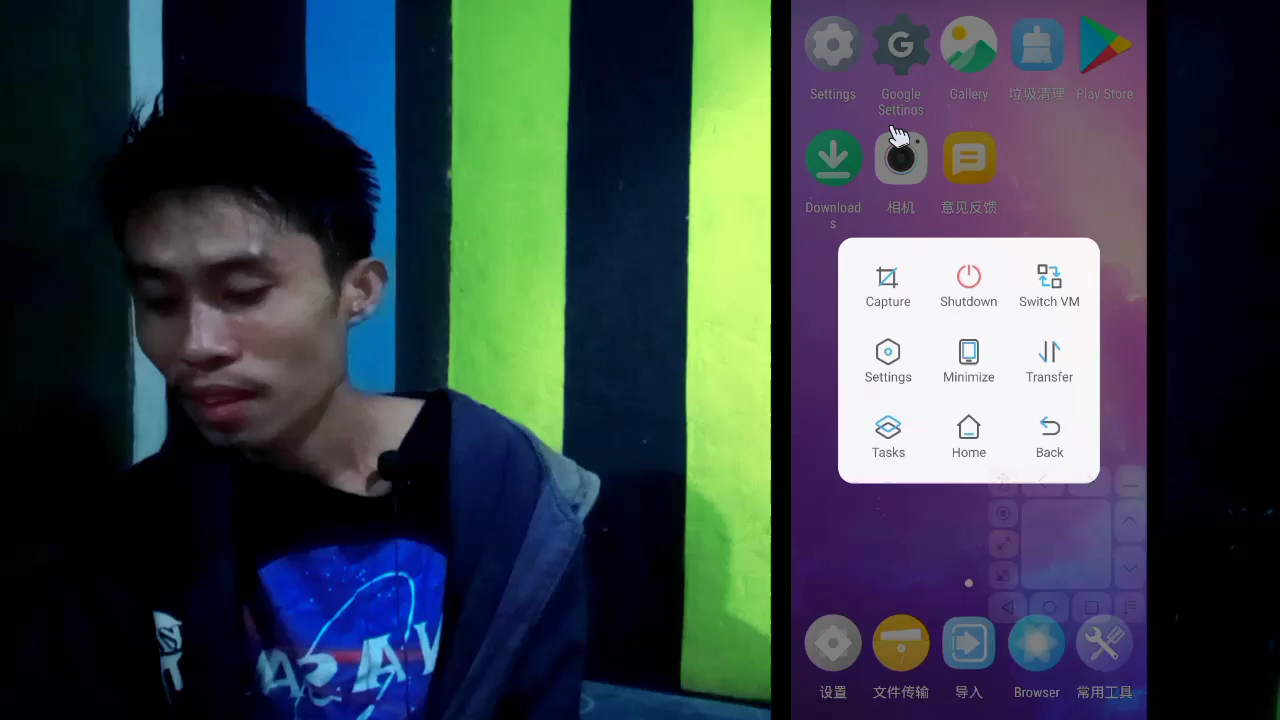 Settings
Google
Settings
Gallery
垃圾清理
Play Store
Download
s
相机
意见反馈
Capture
Shutdown
Switch VM
Settings
Minimize
Transfer
Tasks
Home
Back
设置
文件传输
导入
Browser
常用工具